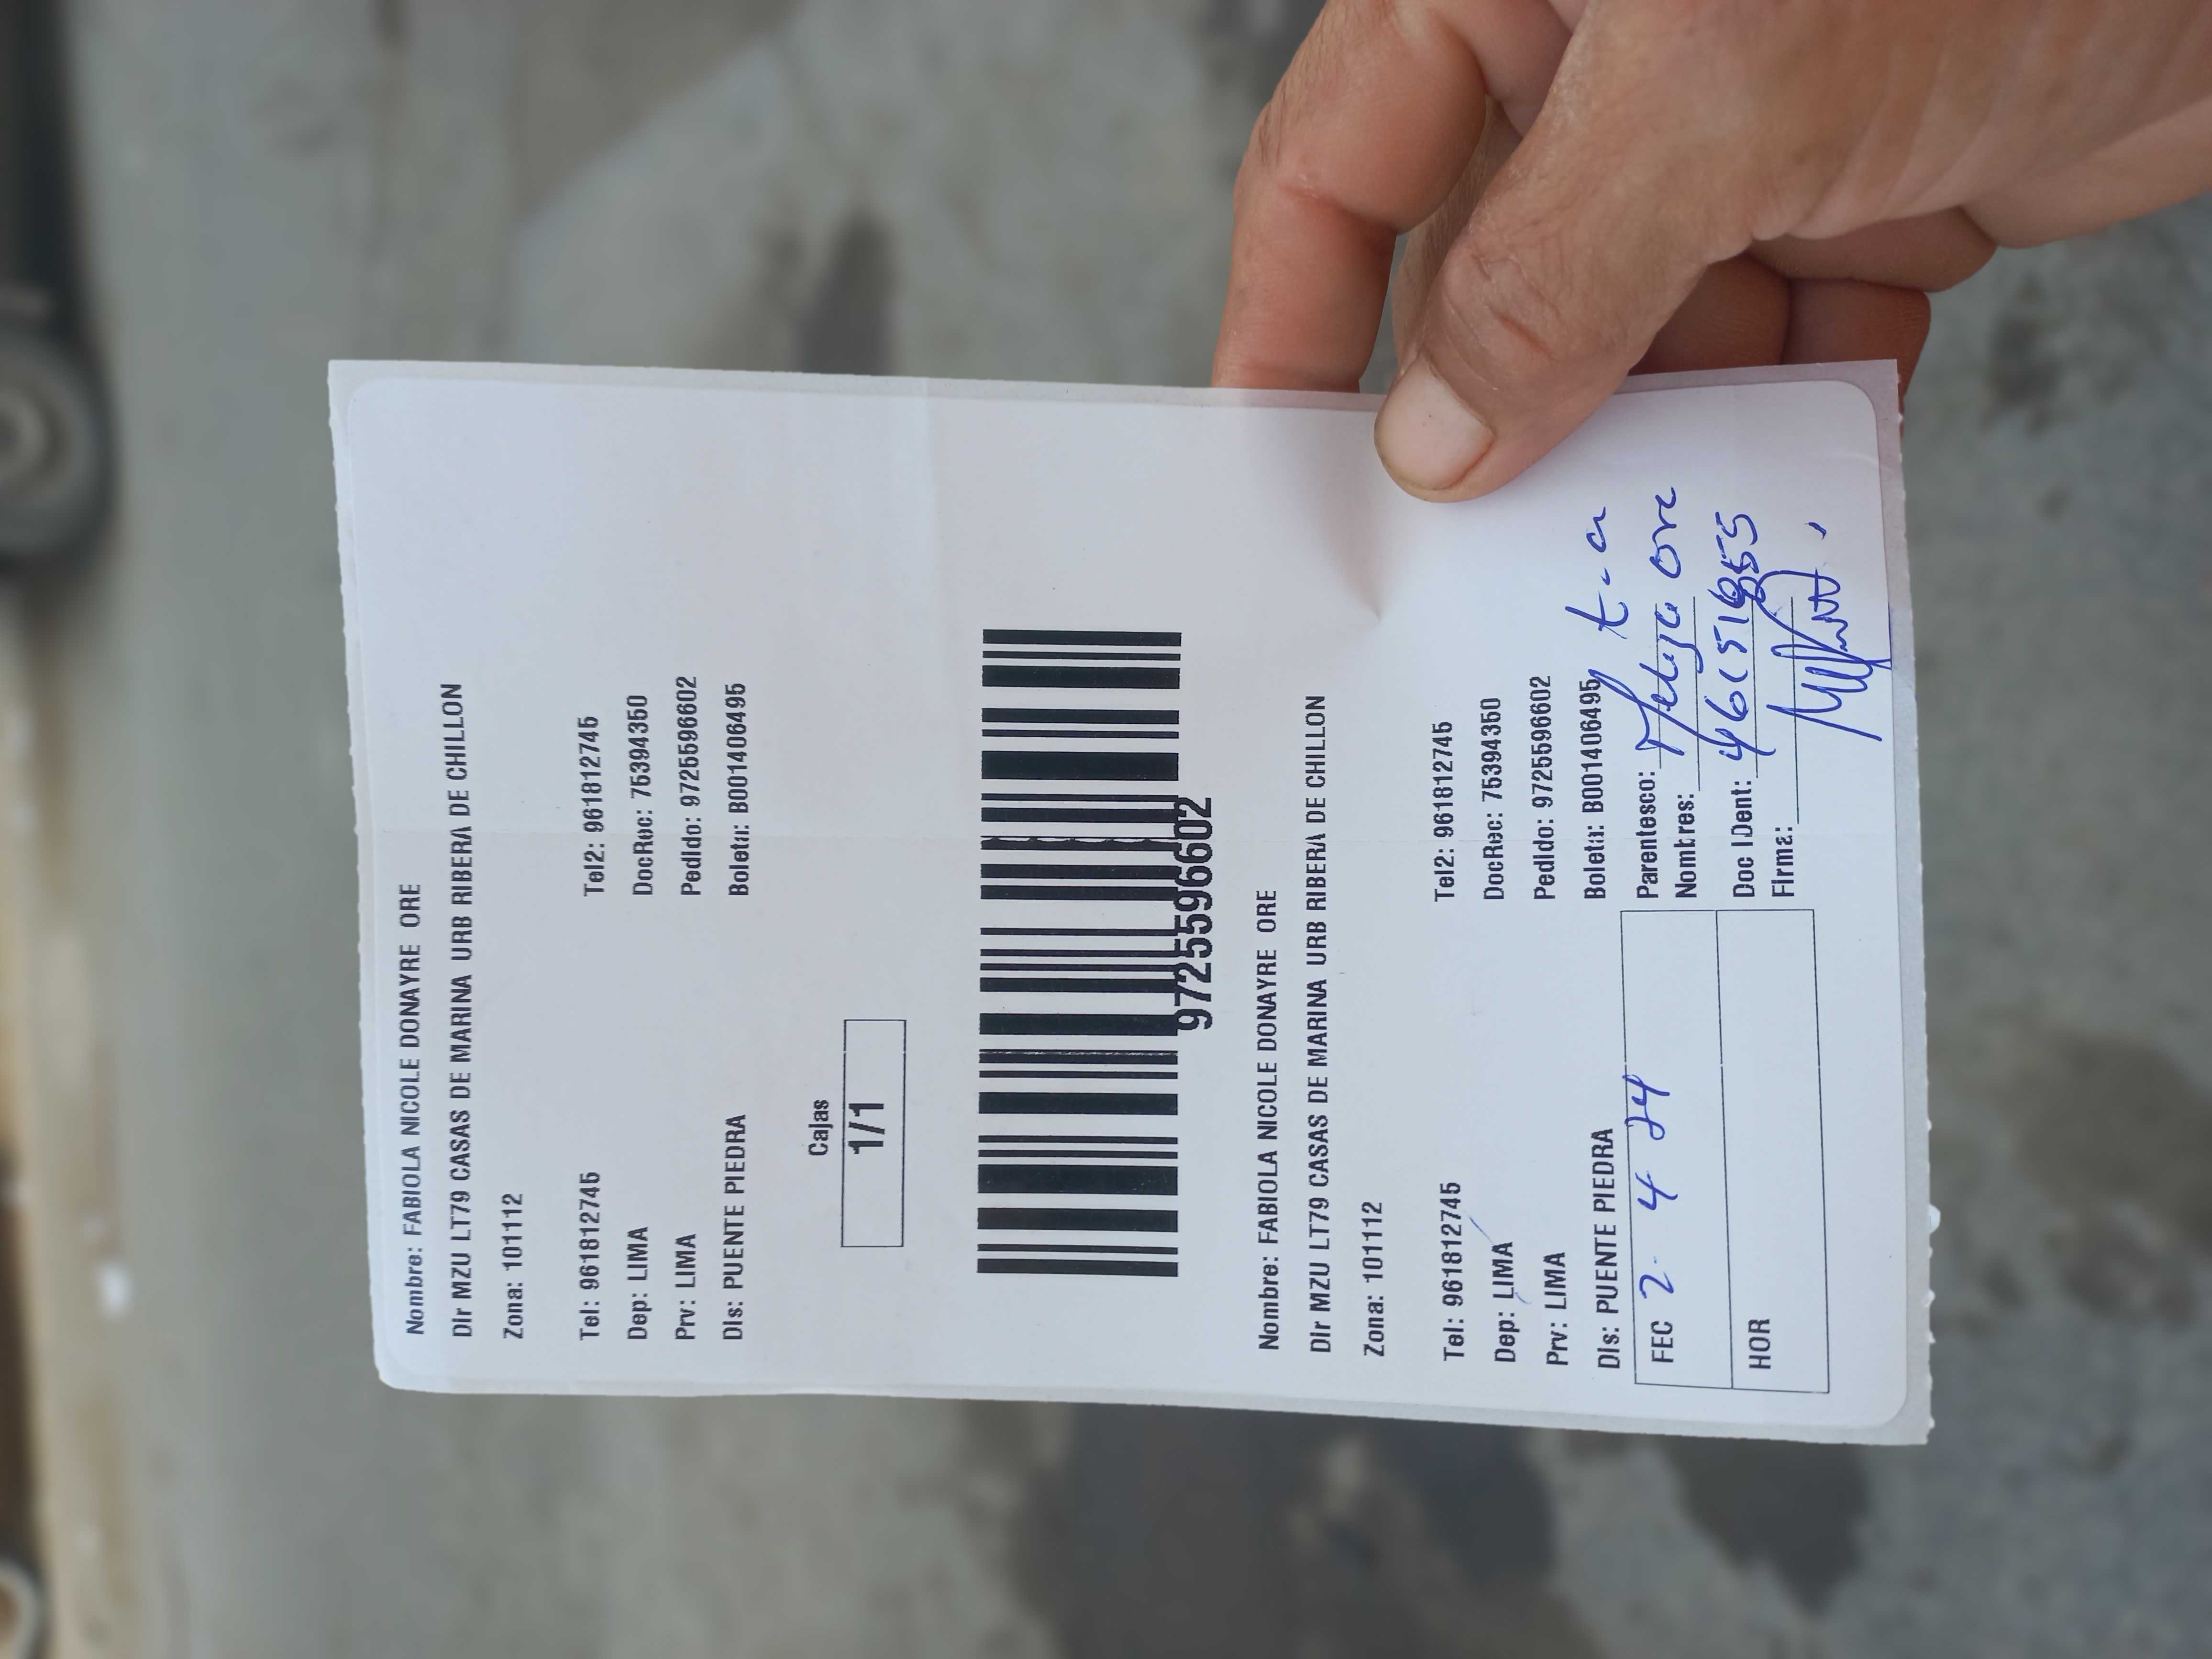 Nombre: FABIOLA NICOLE DONAYRE ORE
Dir MZU LT79 CASAS DE MARINA URB RIBERA DE CHILLON
Zona: 101112
Tel: 961812745 Tel2: 961812745
Dep: LIMA DocRec: 75394350
Prv: LIMA Pedido: 9725596602
Dis: PUENTE PIEDRA Boleta: B001406495
Cajas
1/1
9725596602
Nombre: FABIOLA NICOLE DONAYRE ORE
Dir MZU LT79 CASAS DE MARINA URB RIBERA DE CHILLON
Zona: 101112
Tel: 961812745 Tel2: 961812745
Dep: LIMA DocRec: 75394350
Prv: LIMA Pedido: 9725596602
Dis: PUENTE PIEDRA Boleta: B001406495
FEC 2 - 4 24 Parentesco: t-a
Nombres: ore
HOR Doc IDent:
Firma: